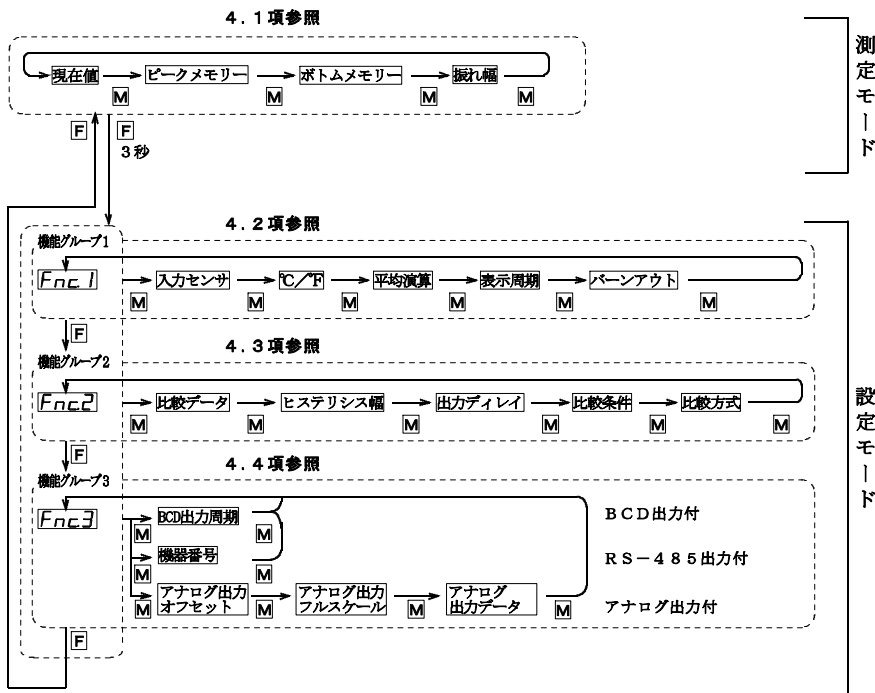 4.1項参照
現在値 ピークメモリー ボトムメモリー 振れ幅
M M M M
F F
3秒
測定モード
4.2項参照
機能グループ1
Fnc.1 入力センサ ℃/℉ 平均演算 表示周期 バーンアウト
M M M M M M
F
4.3項参照
機能グループ2
Fnc.2 比較データ ヒステリシス幅 出力ディレイ 比較条件 比較方式
M M M M M M
F
4.4項参照
機能グループ3
Fnc.3 BCD出力周期 BCD出力付
M M
機器番号 RS-485出力付
M M
アナログ出力オフセット アナログ出力フルスケール アナログ出力データ アナログ出力付
M M M M
F
設定モード